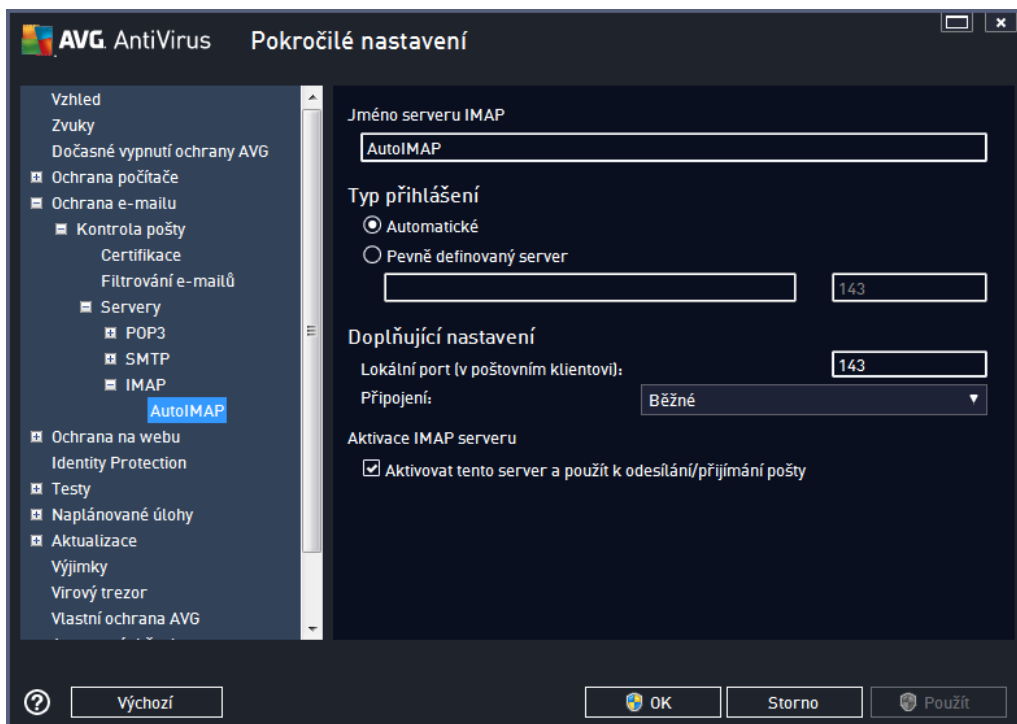 AVG AntiVirus Pokročilé nastavení
Vzhled
Zvuky
Dočasné vypnutí ochrany AVG
Ochrana počítače
Ochrana e-mailu
Kontrola pošty
Certifikace
Filtrování e-mailů
Servery
POP3
SMTP
IMAP
AutoIMAP
Ochrana na webu
Identity Protection
Testy
Naplánované úlohy
Aktualizace
Výjimky
Virový trezor
Vlastní ochrana AVG
Jméno serveru IMAP
AutoIMAP
Typ přihlášení
Automatické
Pevně definovaný server
143
Doplňující nastavení
Lokální port (v poštovním klientovi): 143
Připojení: Běžné
Aktivace IMAP serveru
Aktivovat tento server a použít k odesílání/přijímání pošty
? Výchozí OK Storno Použít